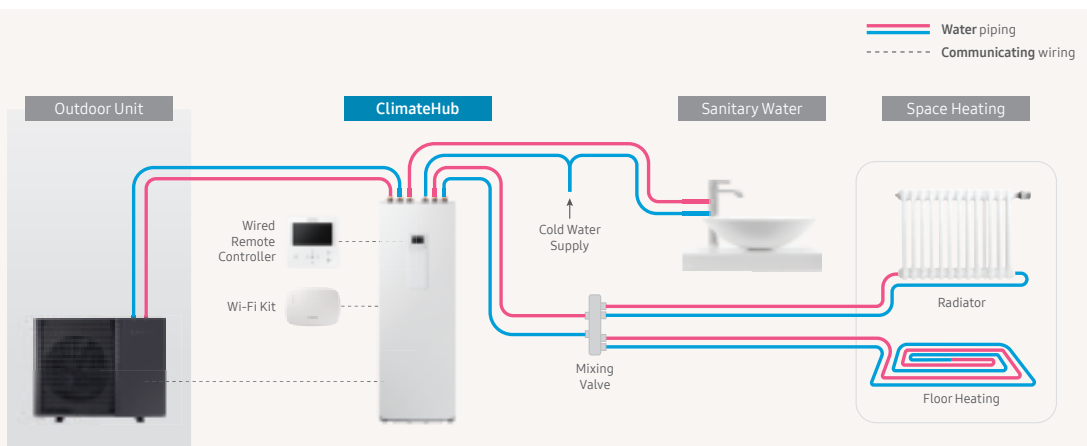 Water piping
Communicating wiring
Outdoor Unit
ClimateHub
Sanitary Water
Space Heating
Wired
Remote
Controller
Wi-Fi Kit
Cold Water
Supply
Mixing
Valve
Radiator
Floor Heating